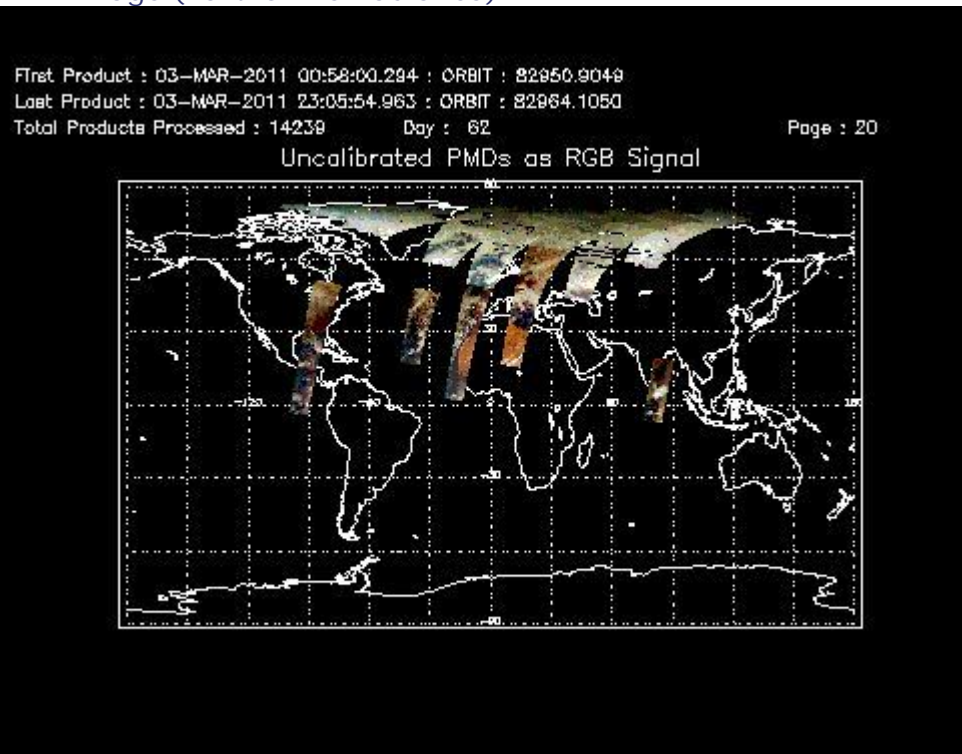 First Product : 03-MAR-2011 00:58:00.294 : ORBIT : 82950.9049
Last Product : 03-MAR-2011 23:05:54.963 : ORBIT : 82964.1050
Total Products Processed : 14239 Day : 62 Page : 20
Uncalibrated PMDs as RGB Signal
-120
60
-30
-90